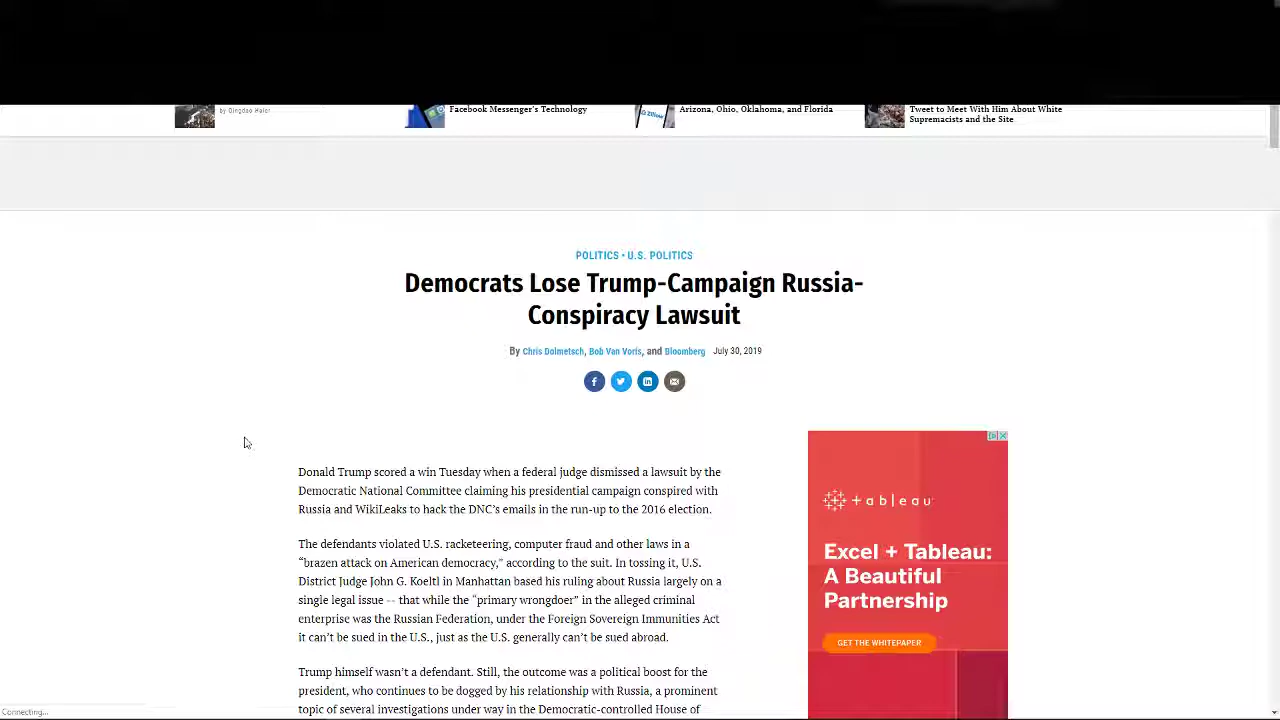 by Qingdao Haier
Facebook Messenger's Technology
Zillow
Arizona, Ohio, Oklahoma, and Florida
Tweet to Meet With Him About White
Supremacists and the Site
POLITICS • U.S. POLITICS
Democrats Lose Trump-Campaign Russia-
Conspiracy Lawsuit
By Chris Dolmetsch, Bob Van Voris, and Bloomberg July 30, 2019
Donald Trump scored a win Tuesday when a federal judge dismissed a lawsuit by the
Democratic National Committee claiming his presidential campaign conspired with
Russia and WikiLeaks to hack the DNC's emails in the run-up to the 2016 election.
The defendants violated U.S. racketeering, computer fraud and other laws in a
“brazen attack on American democracy,” according to the suit. In tossing it, U.S.
District Judge John G. Koeltl in Manhattan based his ruling about Russia largely on a
single legal issue -- that while the “primary wrongdoer” in the alleged criminal
enterprise was the Russian Federation, under the Foreign Sovereign Immunities Act
it can't be sued in the U.S., just as the U.S. generally can't be sued abroad.
Trump himself wasn't a defendant. Still, the outcome was a political boost for the
president, who continues to be dogged by his relationship with Russia, a prominent
topic of several investigations under way in the Democratic-controlled House of
+ableau
Excel + Tableau:
A Beautiful
Partnership
GET THE WHITEPAPER
Connecting...